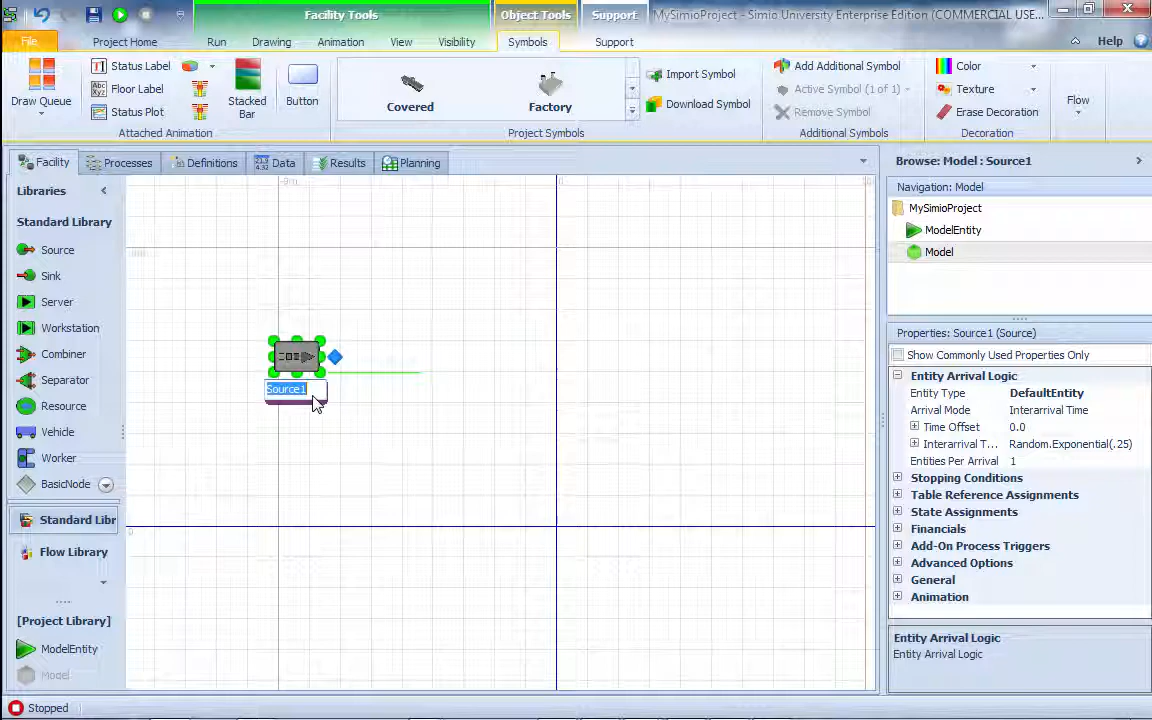 Facility Tools
Object Tools
Support
MySimioProject - Simio University Enterprise Edition (COMMERCIAL USE...
File
Project Home
Run
Drawing
Animation
View
Visibility
Symbols
Support
Help
Draw Queue
Status Label
Floor Label
Status Plot
Stacked Bar
Button
Attached Animation
Covered
Factory
Import Symbol
Download Symbol
Project Symbols
Add Additional Symbol
Active Symbol (1 of 1)
Remove Symbol
Additional Symbols
Color
Texture
Erase Decoration
Decoration
Flow
Facility
Processes
Definitions
Data
Results
Planning
Browse: Model : Source1
Libraries
Standard Library
Source
Sink
Server
Workstation
Combiner
Separator
Resource
Vehicle
Worker
BasicNode
Standard Libr
Flow Library
[Project Library]
ModelEntity
Model
Source1
0
0
Navigation: Model
MySimioProject
ModelEntity
Model
Properties: Source1 (Source)
Show Commonly Used Properties Only
Entity Arrival Logic
Entity Type DefaultEntity
Arrival Mode Interarrival Time
Time Offset 0.0
Interarrival T... Random.Exponential(.25)
Entities Per Arrival 1
Stopping Conditions
Table Reference Assignments
State Assignments
Financials
Add-On Process Triggers
Advanced Options
General
Animation
Entity Arrival Logic
Entity Arrival Logic
Stopped